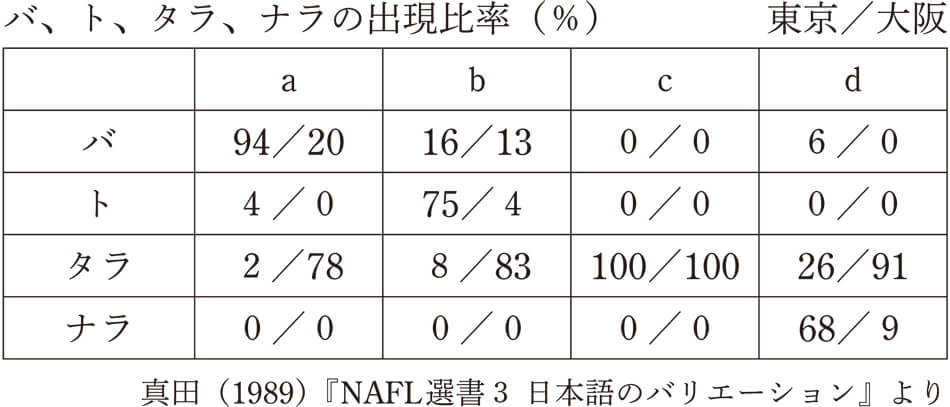 バ、ト、タラ、ナラの出現比率（％） 東京／大阪
a b c d
バ 94／20 16／13 0／0 6／0
ト 4／0 75／4 0／0 0／0
タラ 2／78 8／83 100／100 26／91
ナラ 0／0 0／0 0／0 68／9
真田（1989）『NAFL選書３ 日本語のバリエーション』より